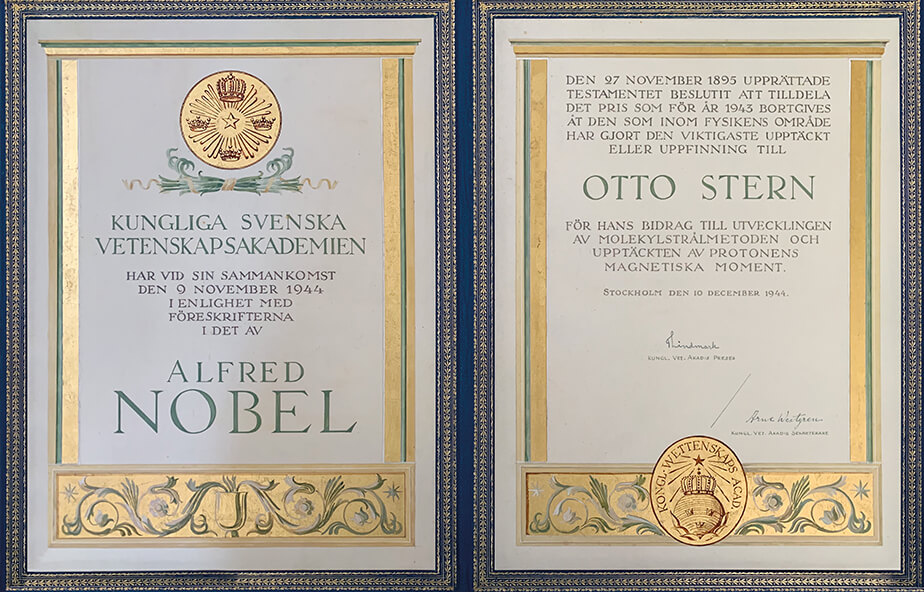 KUNGLIGA SVENSKA
VETENSKAPSAKADEMIEN
HAR VID SIN SAMMANKOMST
DEN 9 NOVEMBER 1944
I ENLIGHET MED
FÖRESKRIFTERNA
I DET AV
ALFRED
NOBEL
DEN 27 NOVEMBER 1895 UPPRÄTTADE
TESTAMENTET BESLUTIT ATT TILLDELA
DET PRIS SOM FÖR ÅR 1943 BORTGIVES
ÅT DEN SOM INOM FYSIKENS OMRÅDE
HAR GJORT DEN VIKTIGASTE UPPTÄCKT
ELLER UPPFINNING TILL
OTTO STERN
FÖR HANS BIDRAG TILL UTVECKLINGEN
AV MOLEKYLSTRÅLMETODEN OCH
UPPTÄCKTEN AV PROTONENS
MAGNETISKA MOMENT.
STOCKHOLM DEN 10 DECEMBER 1944.
KUNGL. VET. AKADIS PRESES
Arne Westgren
KUNGL. VET. AKADIS SEKRETERARE
KONGL. WETTENSKAPS ACAD.